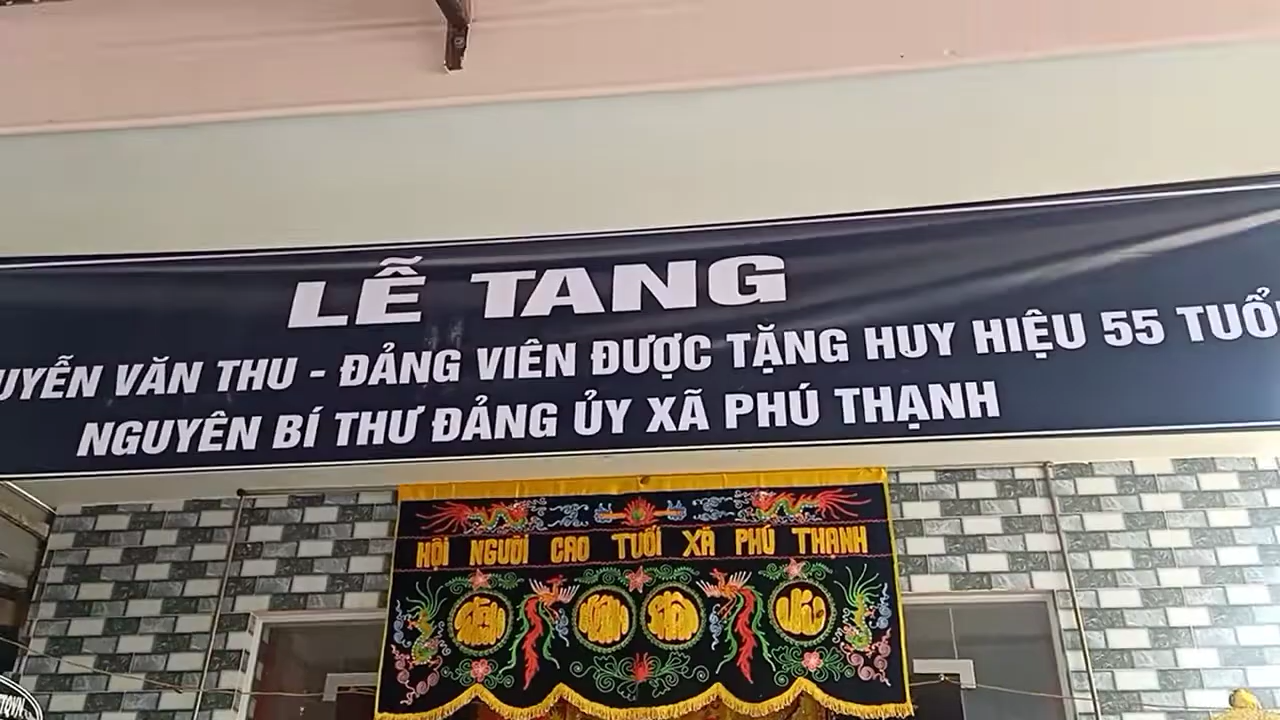 LỄ TANG
UYỄN VĂN THU - ĐẢNG VIÊN ĐƯỢC TẶNG HUY HIỆU 55 TUỔ
NGUYÊN BÍ THƯ ĐẢNG ỦY XÃ PHÚ THẠNH
HỘI NGƯỜI CAO TUỔI XÃ PHÚ THẠNH